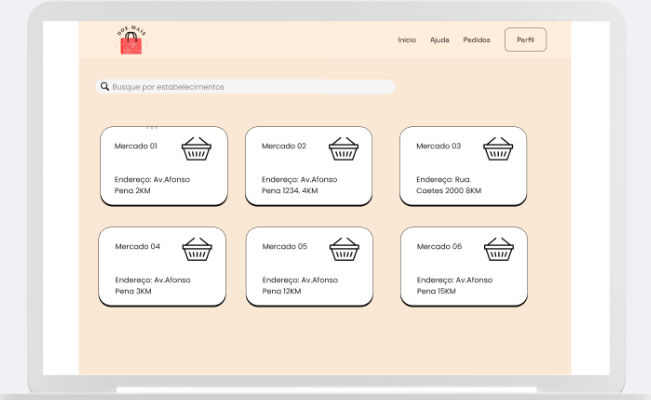 DOE MAIS
Início Ajuda Pedidos Perfil
Busque por estabelecimentos
Mercado 01
Endereço: Av.Afonso
Pena 2KM
Mercado 02
Endereço: Av.Afonso
Pena 1234. 4KM
Mercado 03
Endereço: Rua.
Caetes 2000 8KM
Mercado 04
Endereço: Av.Afonso
Pena 3KM
Mercado 05
Endereço: Av.Afonso
Pena 12KM
Mercado 06
Endereço: Av.Afonso
Pena 15KM